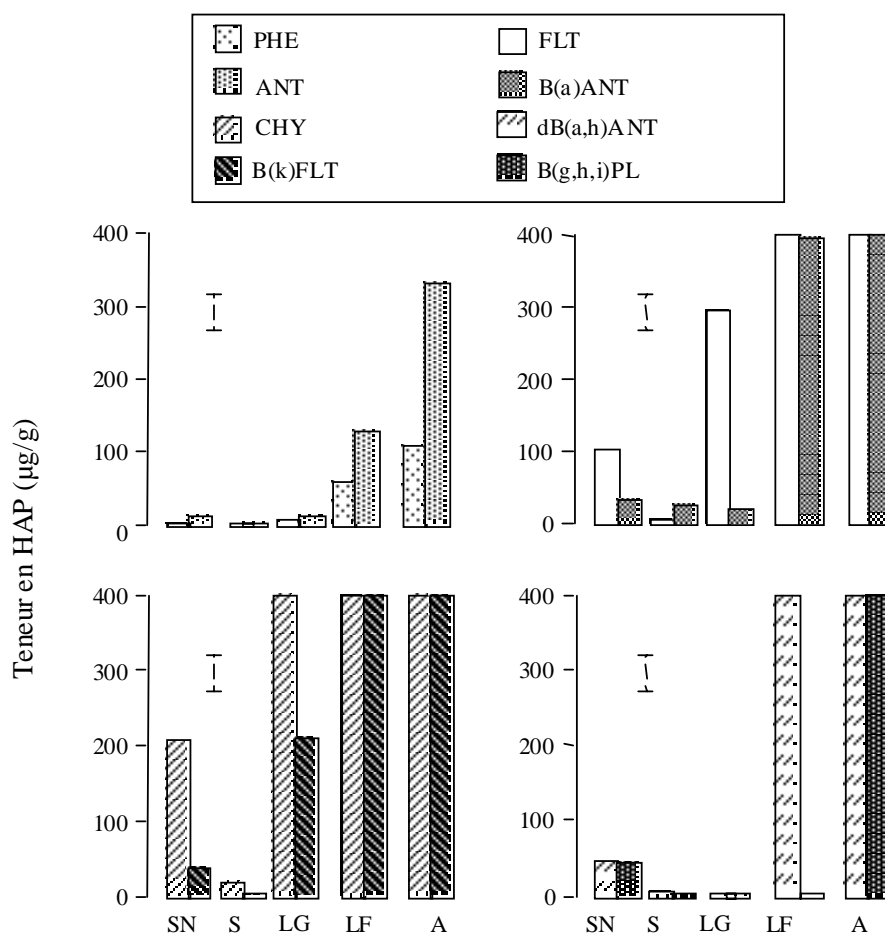 PHE FLT
ANT B(a)ANT
CHY dB(a,h)ANT
B(k)FLT B(g,h,i)PL
Teneur en HAP (µg/g)
400 400
300 300
200 200
100 100
0 0
400 400
300 300
200 200
100 100
0 0
SN S LG LF A SN S LG LF A